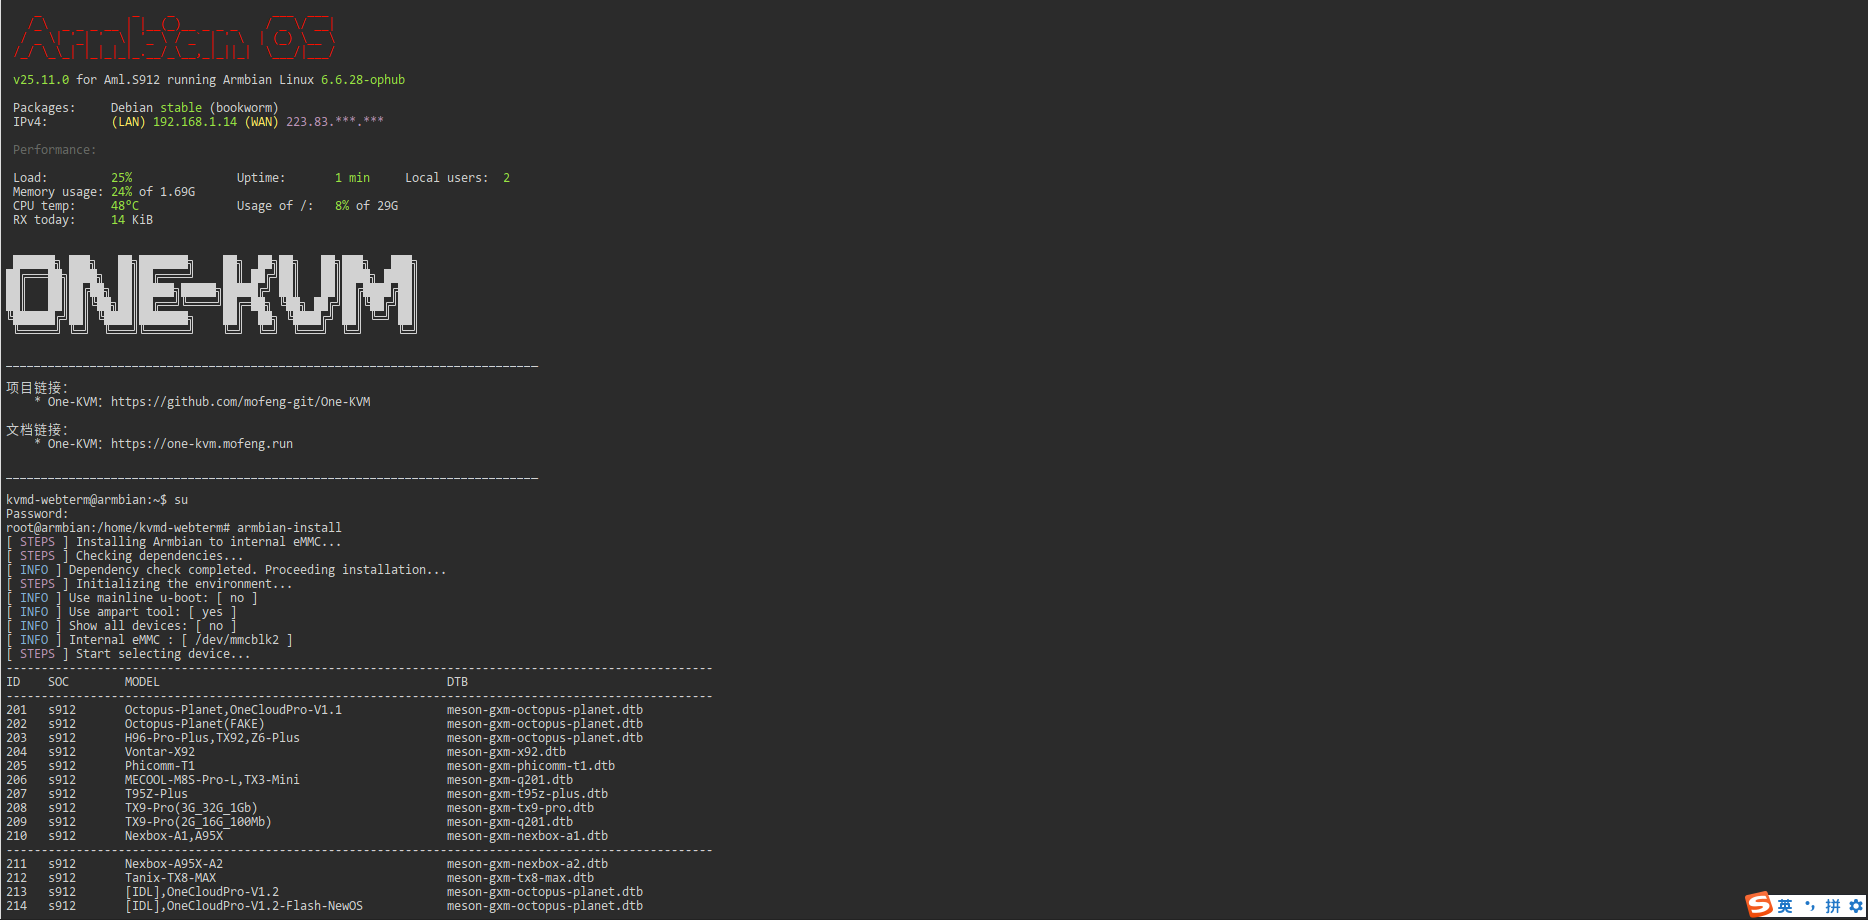 Armbian OS
v25.11.0 for Aml.S912 running Armbian Linux 6.6.28-ophub
Packages: Debian stable (bookworm)
IPv4: (LAN) 192.168.1.14 (WAN) 223.83.***.***
Performance:
Load: 25% Uptime: 1 min Local users: 2
Memory usage: 24% of 1.69G
CPU temp: 48°C Usage of /: 8% of 29G
RX today: 14 KiB
ONE-KVM
项目链接：
* One-KVM: https://github.com/mofeng-git/One-KVM
文档链接：
* One-KVM: https://one-kvm.mofeng.run
kvmd-webterm@armbian:~$ su
Password:
root@armbian:/home/kvmd-webterm# armbian-install
[ STEPS ] Installing Armbian to internal eMMC...
[ STEPS ] Checking dependencies...
[ INFO ] Dependency check completed. Proceeding installation...
[ STEPS ] Initializing the environment...
[ INFO ] Use mainline u-boot: [ no ]
[ INFO ] Use ampart tool: [ yes ]
[ INFO ] Show all devices: [ no ]
[ INFO ] Internal eMMC : [ /dev/mmcblk2 ]
[ STEPS ] Start selecting device...
ID SOC MODEL DTB
201 s912 Octopus-Planet,OneCloudPro-V1.1 meson-gxm-octopus-planet.dtb
202 s912 Octopus-Planet(FAKE) meson-gxm-octopus-planet.dtb
203 s912 H96-Pro-Plus,TX92,Z6-Plus meson-gxm-octopus-planet.dtb
204 s912 Vontar-X92 meson-gxm-x92.dtb
205 s912 Phicomm-T1 meson-gxm-phicomm-t1.dtb
206 s912 MECOOL-M8S-Pro-L,TX3-Mini meson-gxm-q201.dtb
207 s912 T95Z-Plus meson-gxm-t95z-plus.dtb
208 s912 TX9-Pro(3G_32G_1Gb) meson-gxm-tx9-pro.dtb
209 s912 TX9-Pro(2G_16G_100Mb) meson-gxm-q201.dtb
210 s912 Nexbox-A1,A95X meson-gxm-nexbox-a1.dtb
211 s912 Nexbox-A95X-A2 meson-gxm-nexbox-a2.dtb
212 s912 Tanix-TX8-MAX meson-gxm-tx8-max.dtb
213 s912 [IDL],OneCloudPro-V1.2 meson-gxm-octopus-planet.dtb
214 s912 [IDL],OneCloudPro-V1.2-Flash-NewOS meson-gxm-octopus-planet.dtb
S 英 拼